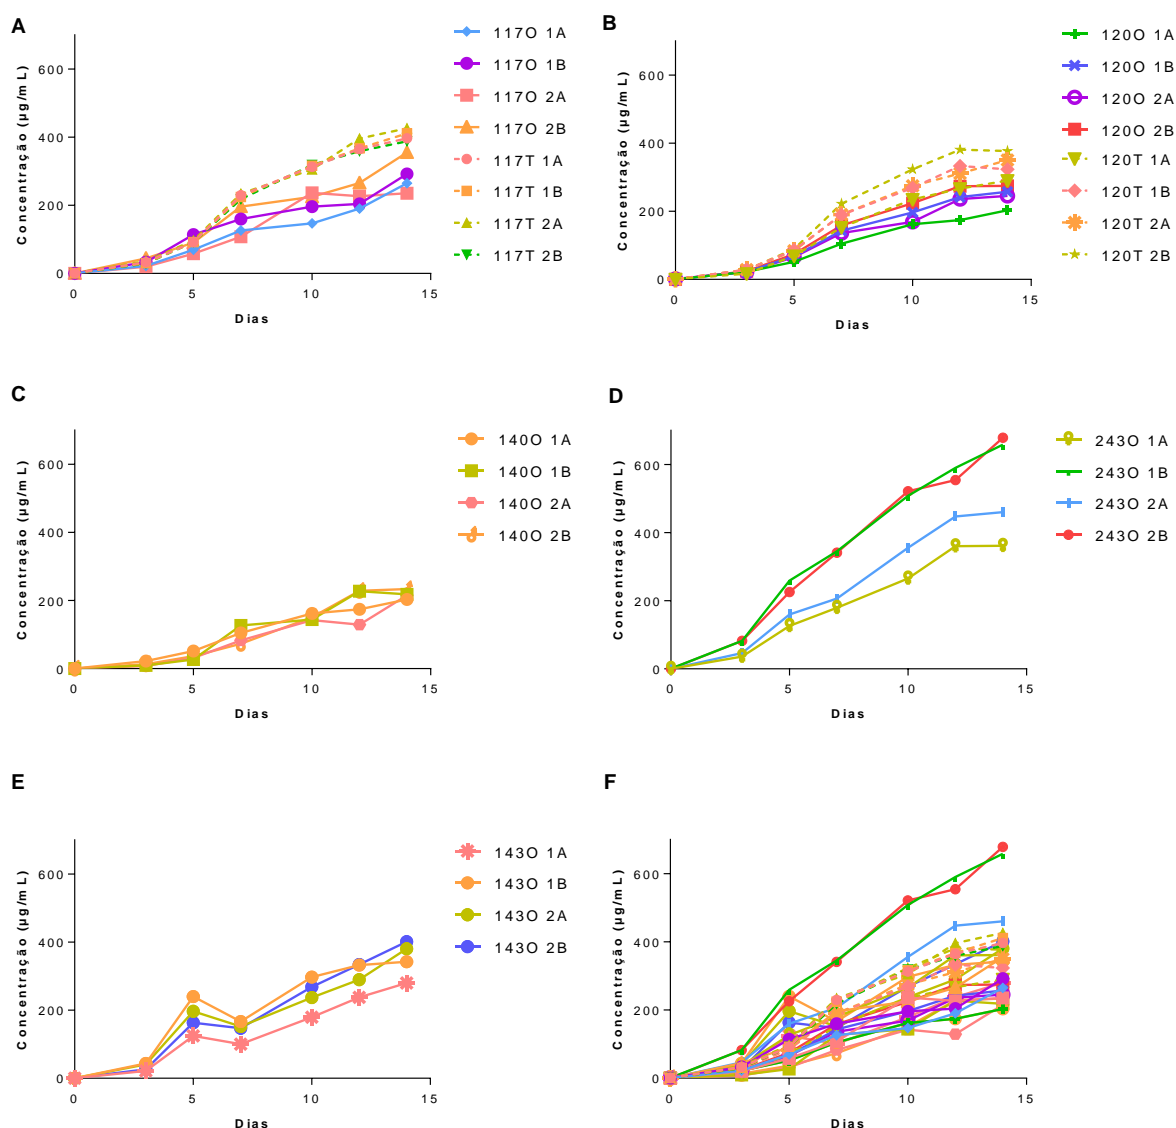 A
Concentração (µg/mL)
600
400
200
0
0
5
10
15
Dias
117O 1A
117O 1B
117O 2A
117O 2B
117T 1A
117T 1B
117T 2A
117T 2B
B
Concentração (µg/mL)
600
400
200
0
0
5
10
15
Dias
120O 1A
120O 1B
120O 2A
120O 2B
120T 1A
120T 1B
120T 2A
120T 2B
C
Concentração (µg/mL)
600
400
200
0
0
5
10
15
Dias
140O 1A
140O 1B
140O 2A
140O 2B
D
Concentração (µg/mL)
600
400
200
0
0
5
10
15
Dias
243O 1A
243O 1B
243O 2A
243O 2B
E
Concentração (µg/mL)
600
400
200
0
0
5
10
15
Dias
143O 1A
143O 1B
143O 2A
143O 2B
F
Concentração (µg/mL)
600
400
200
0
0
5
10
15
Dias